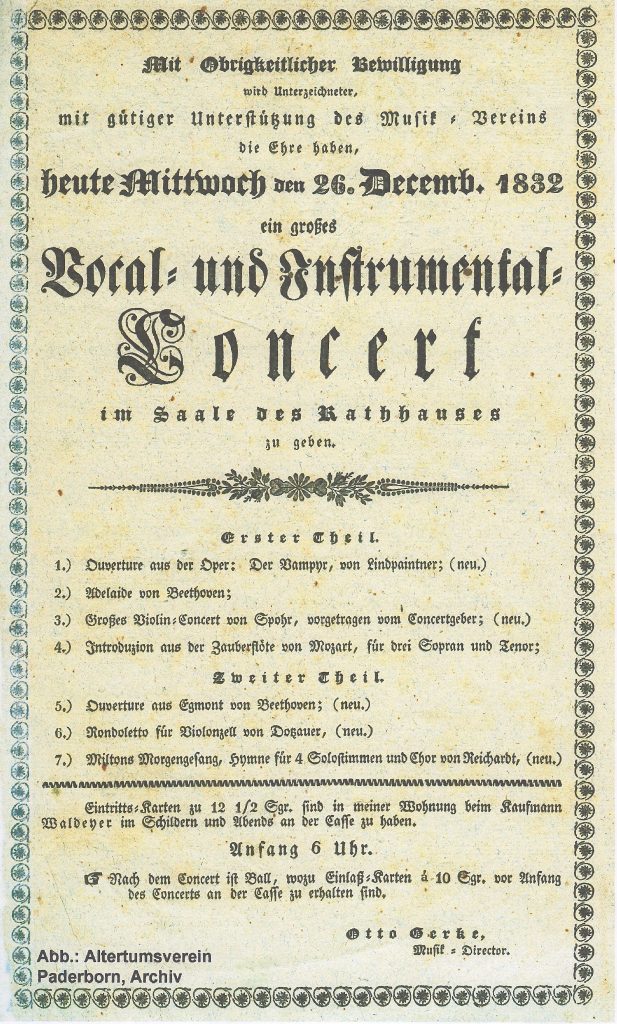 Mit Obrigkeitlicher Bewilligung
wird Unterzeichneter,
mit gütiger Unterstützung des Musik-Vereins
die Ehre haben,
heute Mittwoch den 26. Decemb. 1832
ein großes
Vocal- und Instrumental-
Concert
im Saale des Rathhauses
zu geben.
Erster Theil.
1.) Ouverture aus der Oper: Der Vampyr, von Lindpaintner; (neu.)
2.) Adelaide von Beethoven;
3.) Großes Violin-Concert von Spohr, vorgetragen vom Concertgeber; (neu.)
4.) Introduzion aus der Zauberflöte von Mozart, für drei Sopran und Tenor;
Zweiter Theil.
5.) Ouverture aus Egmont von Beethoven; (neu.)
6.) Rondoletto für Violonzell von Dotzauer, (neu.)
7.) Miltons Morgengesang, Hymne für 4 Solostimmen und Chor von Reichardt, (neu.)
Eintritts-Karten zu 12 1/2 Sgr. sind in meiner Wohnung beim Kaufmann
Waldeyer im Schildern und Abends an der Casse zu haben.
Anfang 6 Uhr.
☞ Nach dem Concert ist Ball, wozu Einlaß-Karten á 10 Sgr. vor Anfang
des Concerts an der Casse zu erhalten sind.
Otto Gerke,
Musik-Director.
Abb.: Altertumsverein
Paderborn, Archiv